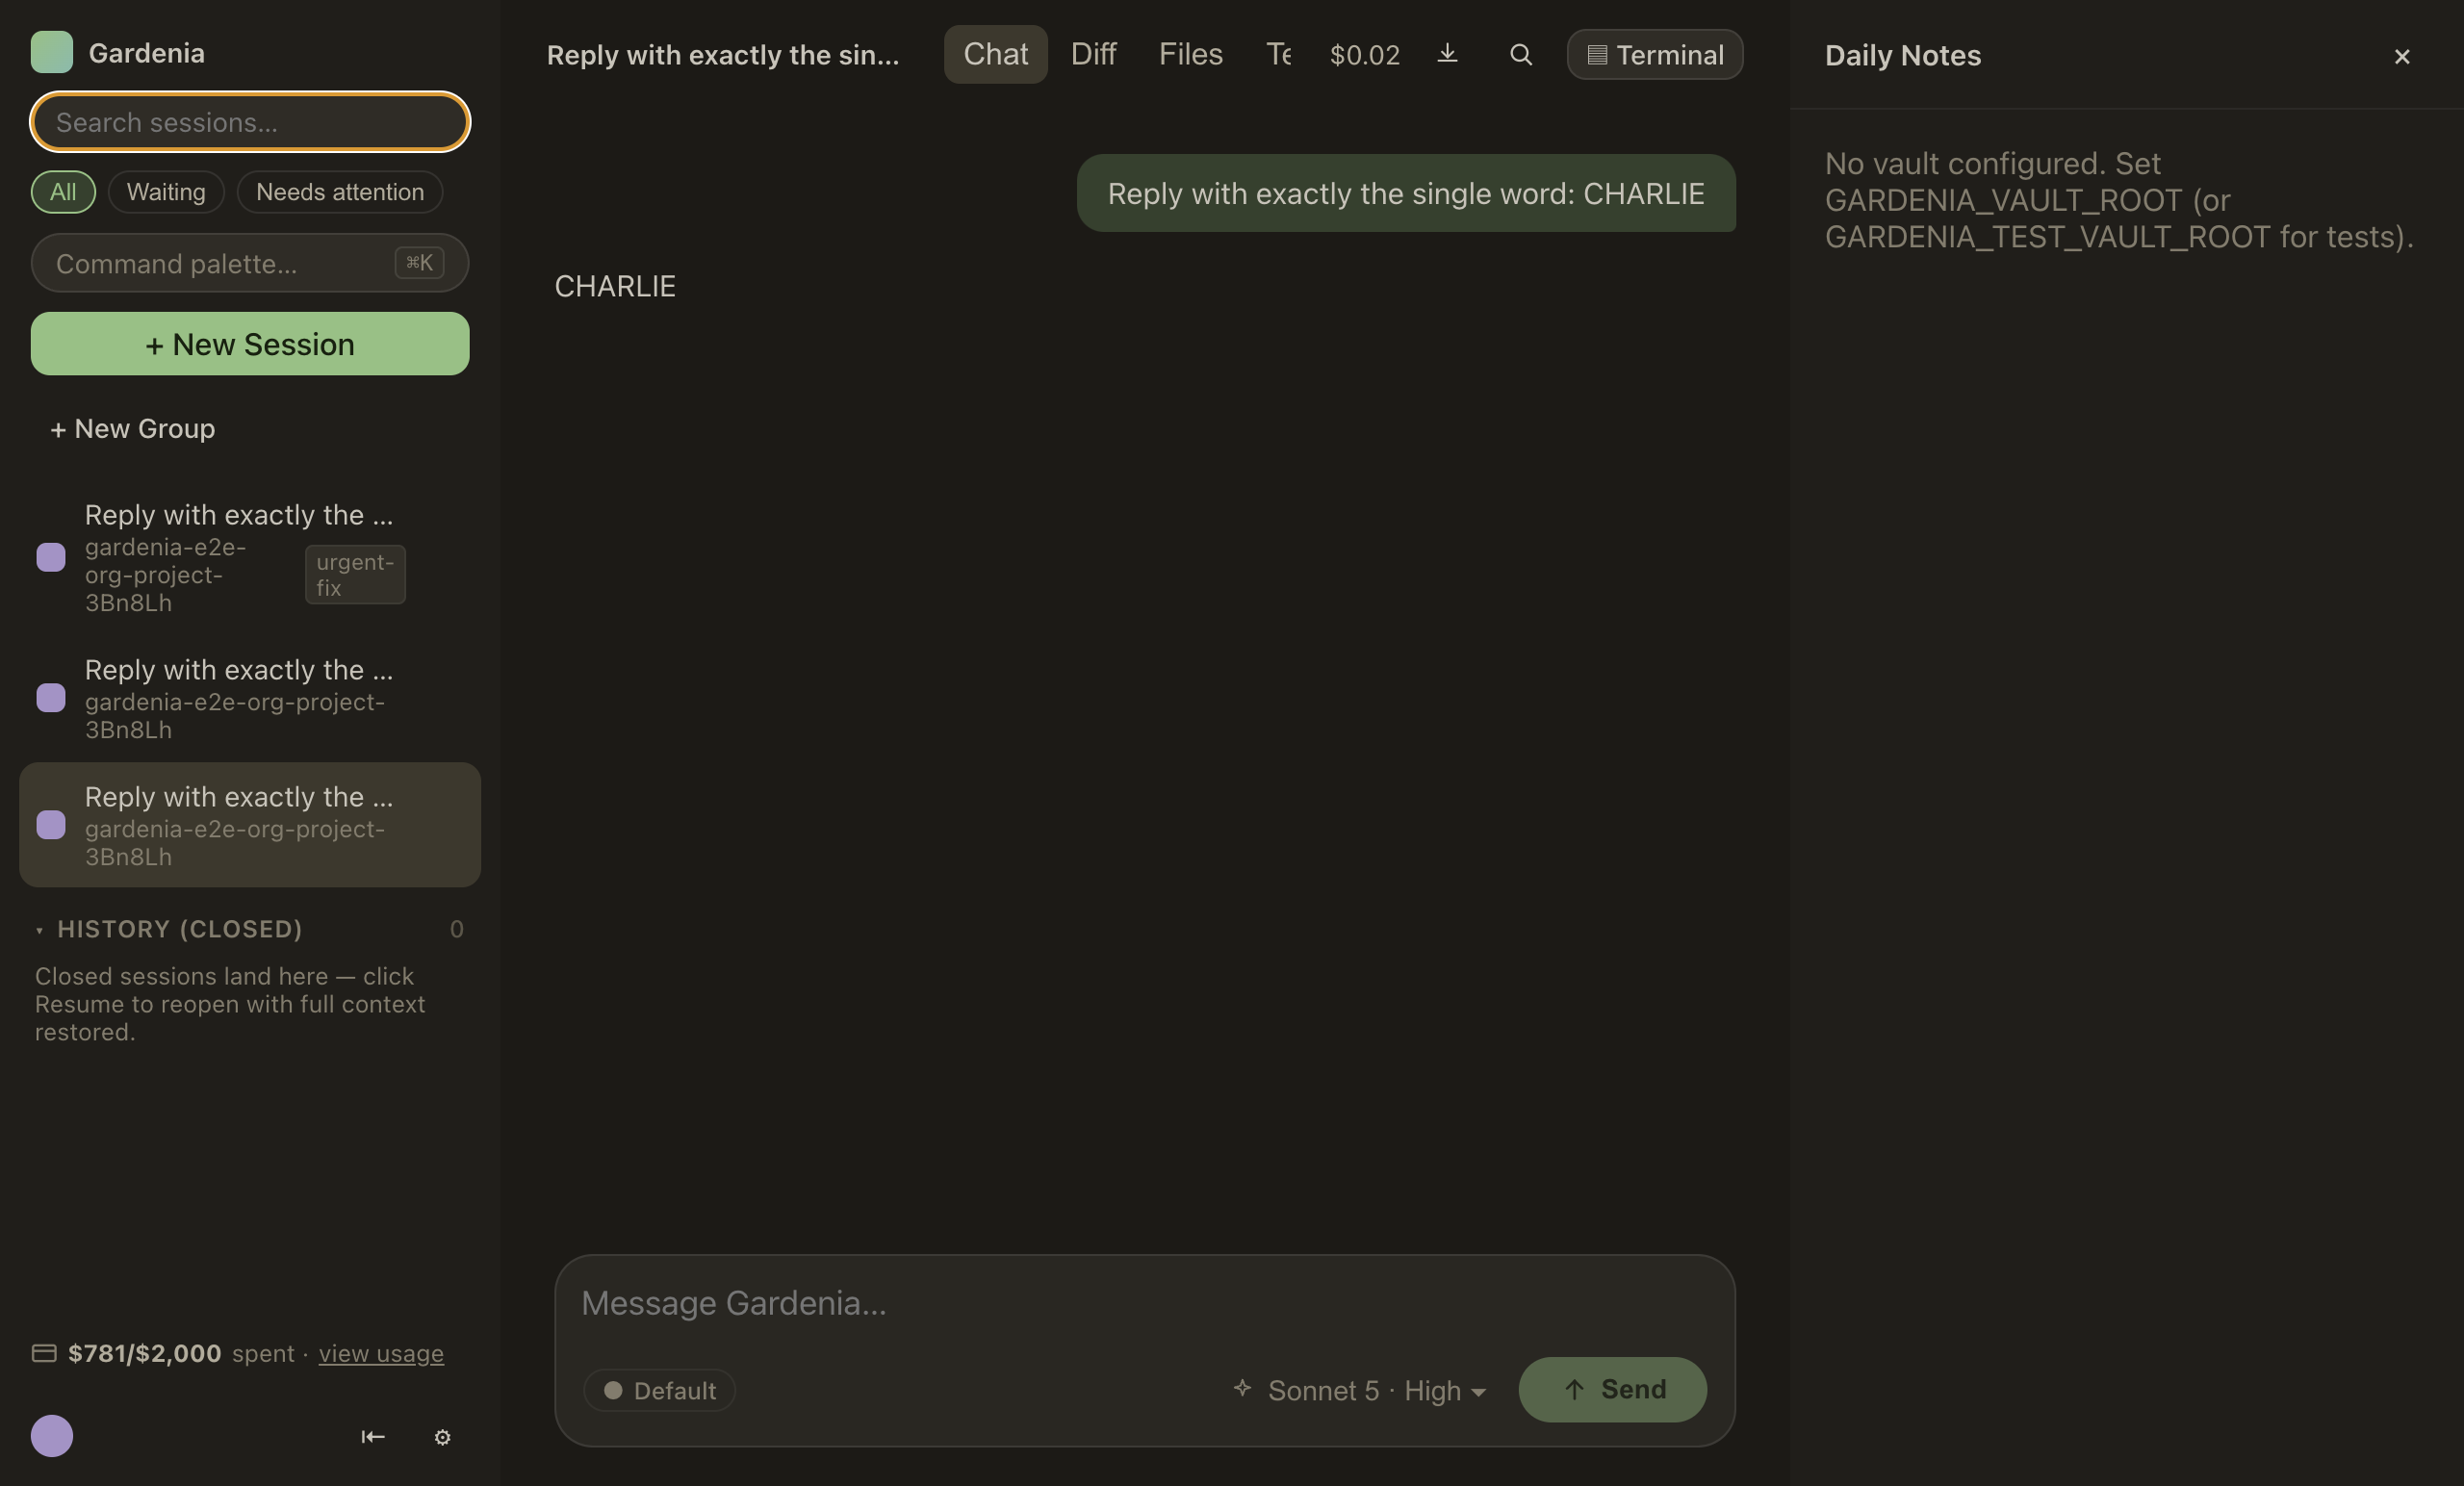 Gardenia
Search sessions...
All
Waiting
Needs attention
Command palette...
⌘K
+ New Session
+ New Group
Reply with exactly the ...
gardenia-e2e-
org-project-
3Bn8Lh
urgent-
fix
Reply with exactly the ...
gardenia-e2e-org-project-
3Bn8Lh
Reply with exactly the ...
gardenia-e2e-org-project-
3Bn8Lh
HISTORY (CLOSED)
0
Closed sessions land here — click
Resume to reopen with full context
restored.
$781/$2,000 spent · view usage
Reply with exactly the sin...
Chat
Diff
Files
$0.02
Terminal
Reply with exactly the single word: CHARLIE
CHARLIE
Message Gardenia...
Default
Sonnet 5 · High
Send
Daily Notes
No vault configured. Set
GARDENIA_VAULT_ROOT (or
GARDENIA_TEST_VAULT_ROOT for tests).